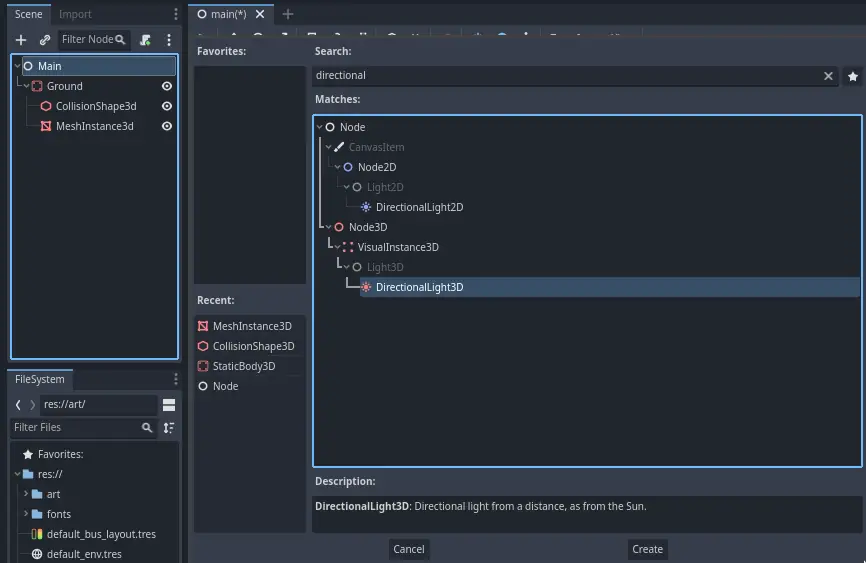 Scene
Import
main(*)
Filter Node
Main
Ground
CollisionShape3d
MeshInstance3d
FileSystem
res://art/
Filter Files
Favorites:
res://
art
fonts
default_bus_layout.tres
default_env.tres
Favorites:
Recent:
MeshInstance3D
CollisionShape3D
StaticBody3D
Node
Search:
directional
Matches:
Node
CanvasItem
Node2D
Light2D
DirectionalLight2D
Node3D
VisualInstance3D
Light3D
DirectionalLight3D
Description:
DirectionalLight3D: Directional light from a distance, as from the Sun.
Cancel
Create